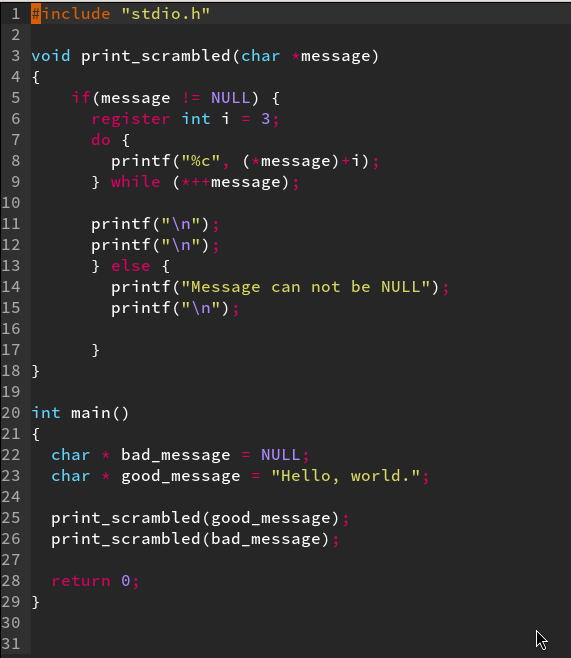 1 #include "stdio.h"
2
3 void print_scrambled(char *message)
4 {
5     if(message != NULL) {
6       register int i = 3;
7       do {
8         printf("%c", (*message)+i);
9       } while (*++message);
10
11       printf("\n");
12       printf("\n");
13       } else {
14         printf("Message can not be NULL");
15         printf("\n");
16
17       }
18 }
19
20 int main()
21 {
22   char * bad_message = NULL;
23   char * good_message = "Hello, world.";
24
25   print_scrambled(good_message);
26   print_scrambled(bad_message);
27
28   return 0;
29 }
30
31